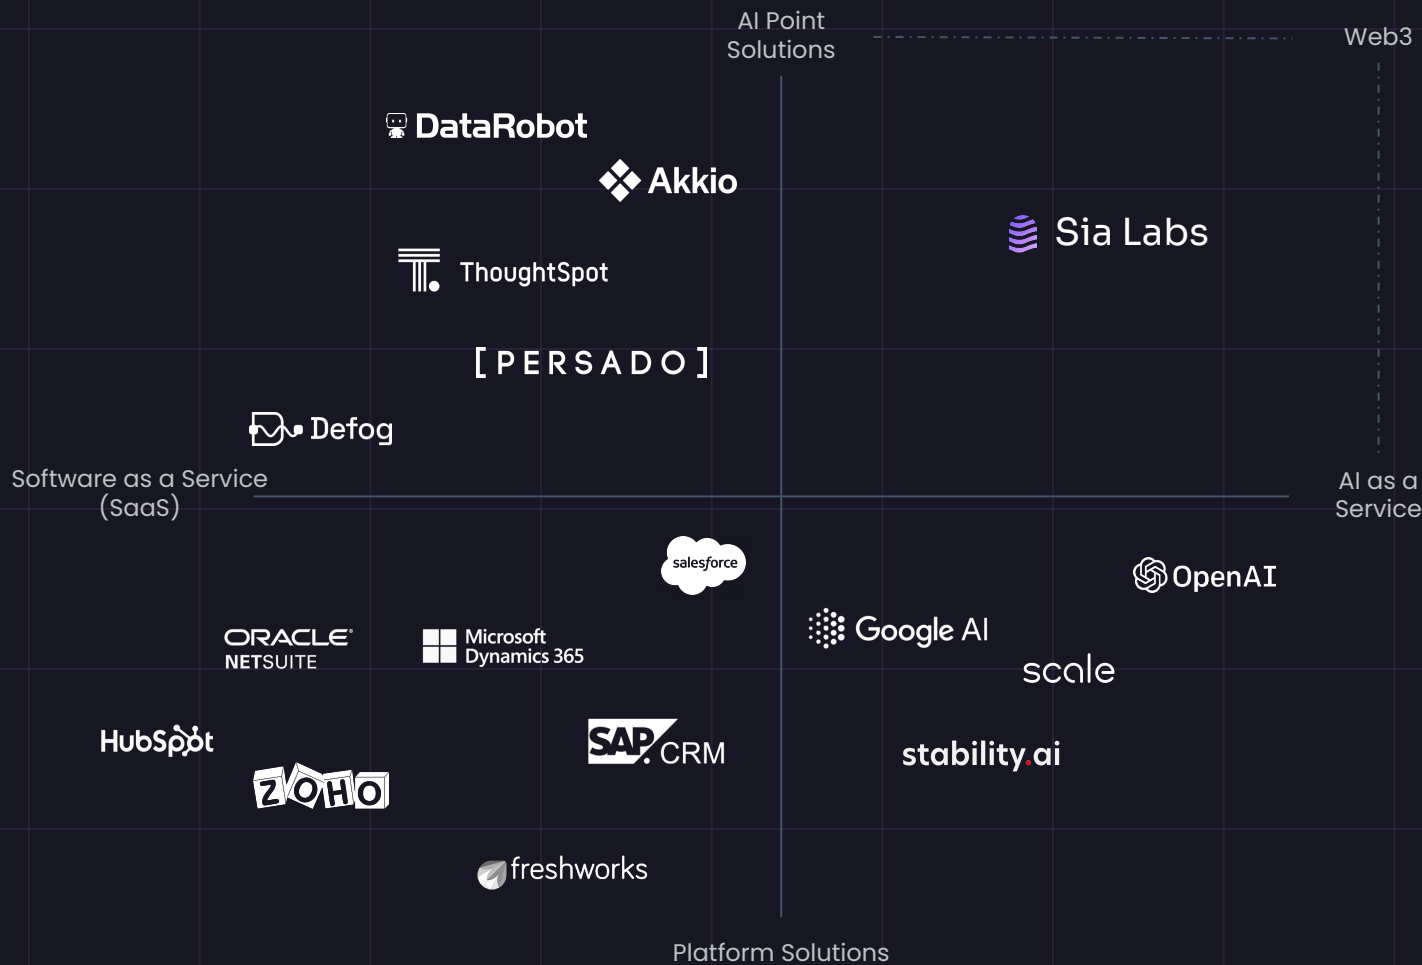 AI Point
Solutions
Web3
DataRobot
Akkio
Sia Labs
ThoughtSpot
[PERSADO]
Defog
Software as a Service
(SaaS)
AI as a
Service
salesforce
OpenAI
Google AI
ORACLE®
NETSUITE
Microsoft
Dynamics 365
scale
HubSpot
SAP CRM
stability.ai
ZOHO
freshworks
Platform Solutions